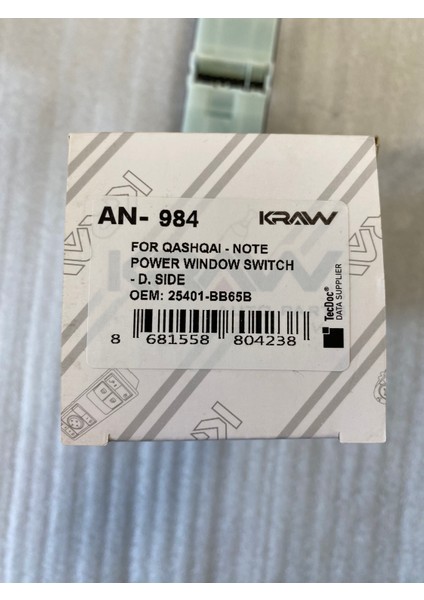 AN- 984
KRAW
FOR QASHQAI - NOTE
POWER WINDOW SWITCH
- D. SIDE
OEM: 25401-BB65B
TecDoc®
DATA SUPPLIER
8 681558 804238